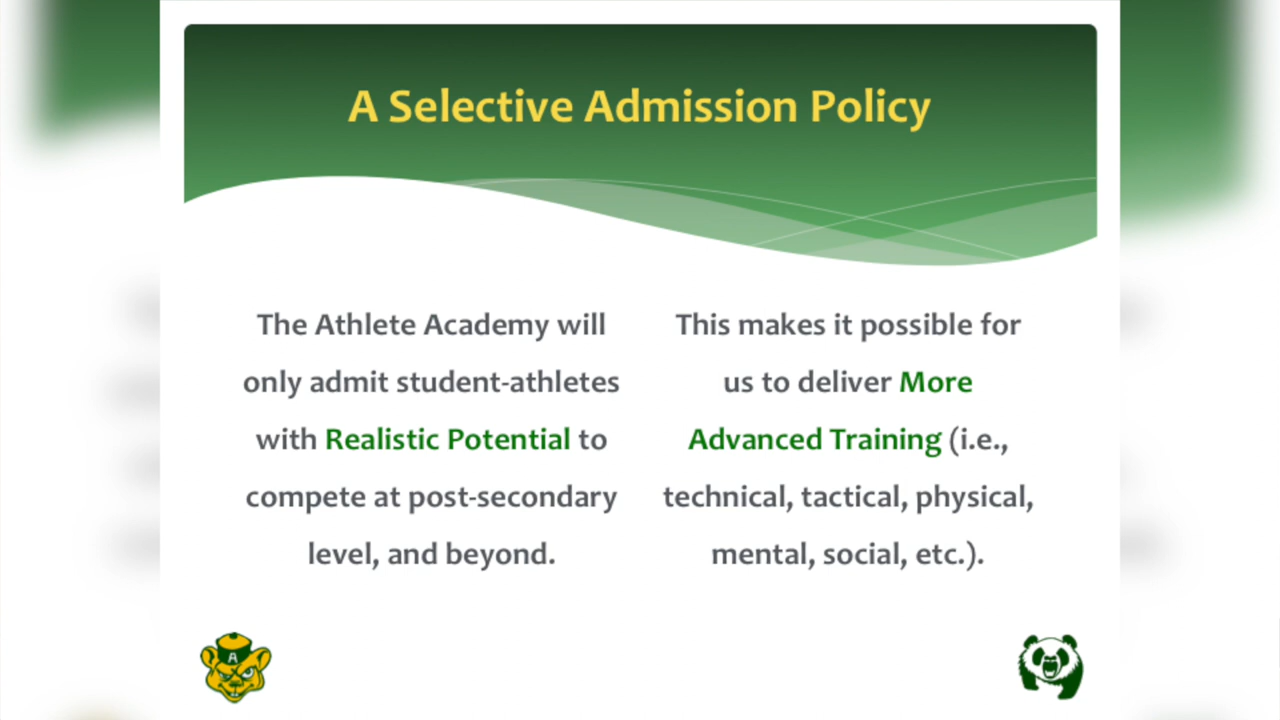 A Selective Admission Policy
The Athlete Academy will
only admit student-athletes
with Realistic Potential to
compete at post-secondary
level, and beyond.
This makes it possible for
us to deliver More
Advanced Training (i.e.,
technical, tactical, physical,
mental, social, etc.).
A